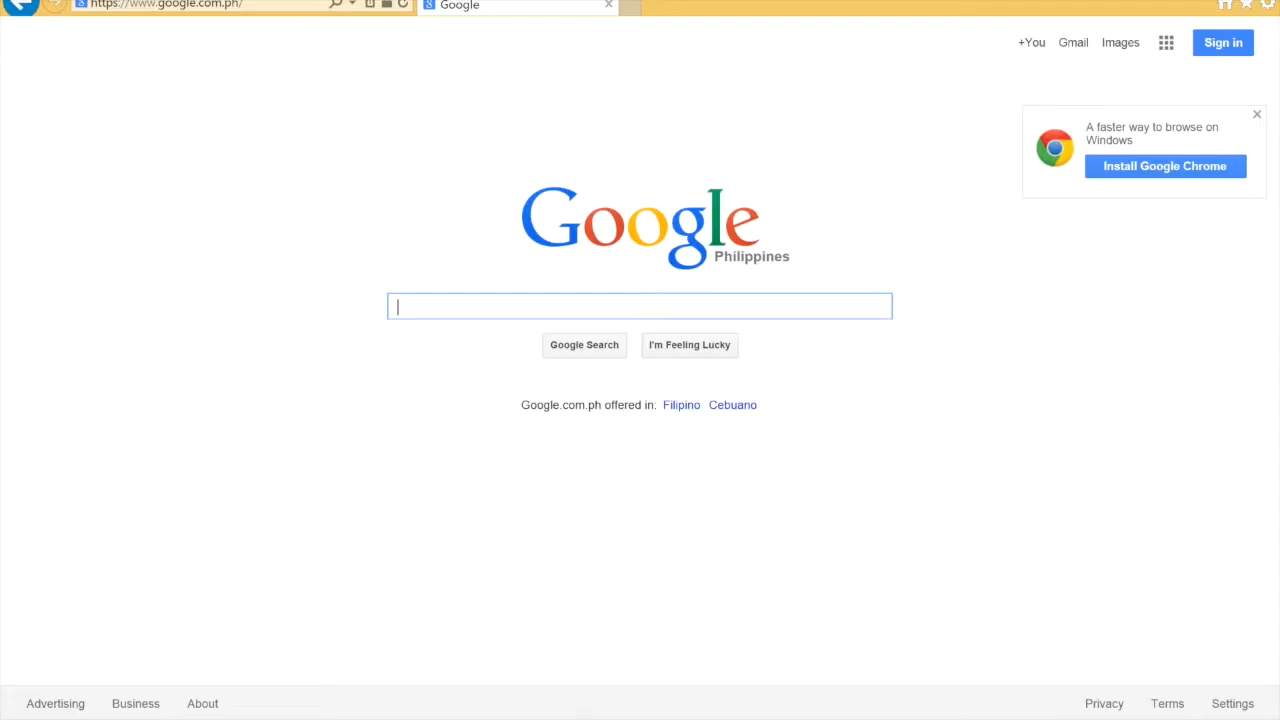 https://www.google.com.ph/
Google
+You Gmail Images Sign in
A faster way to browse on
Windows
Install Google Chrome
Google
Philippines
Google Search I'm Feeling Lucky
Google.com.ph offered in: Filipino Cebuano
Advertising Business About Privacy Terms Settings